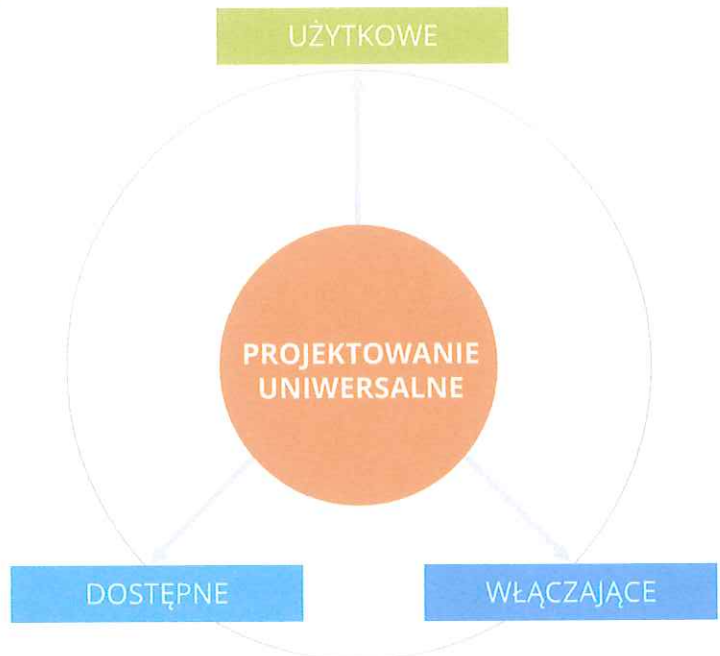 UŻYTKOWE
PROJEKTOWANIE
UNIWERSALNE
DOSTĘPNE
WŁĄCZAJĄCE